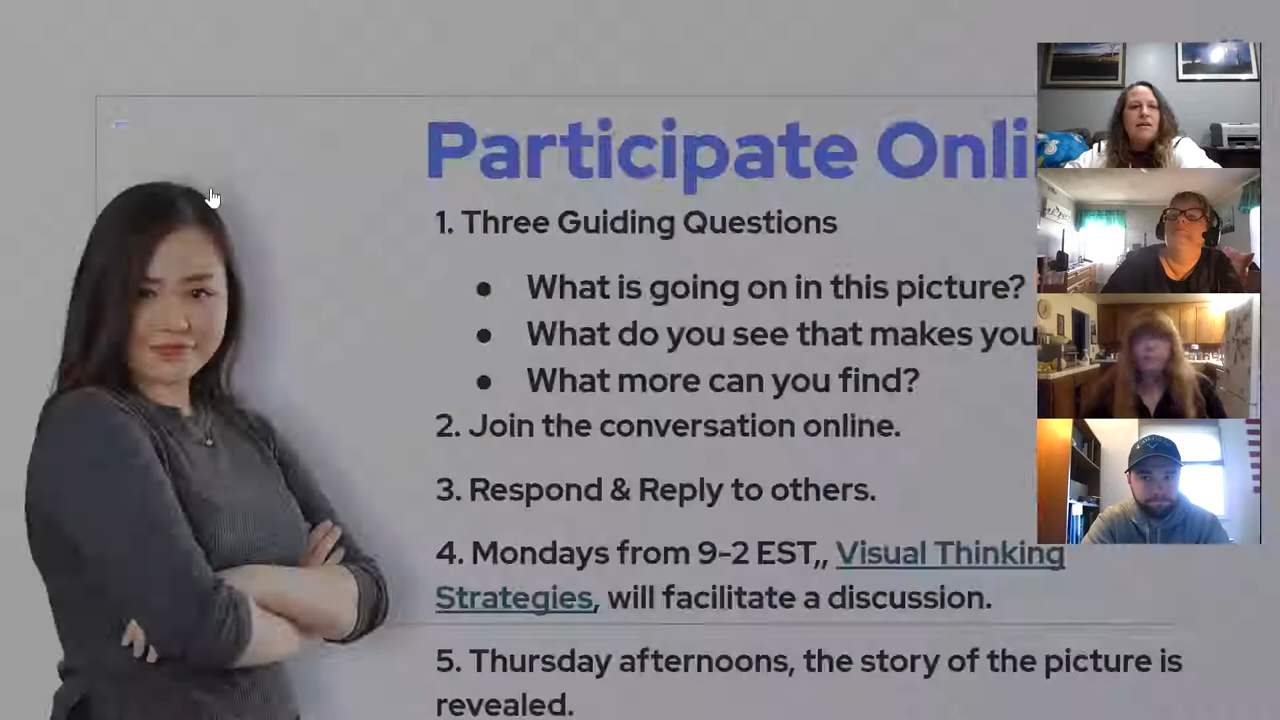 Participate Onli
1. Three Guiding Questions
● What is going on in this picture?
● What do you see that makes you
● What more can you find?
2. Join the conversation online.
3. Respond & Reply to others.
4. Mondays from 9-2 EST,, Visual Thinking
Strategies, will facilitate a discussion.
5. Thursday afternoons, the story of the picture is
revealed.